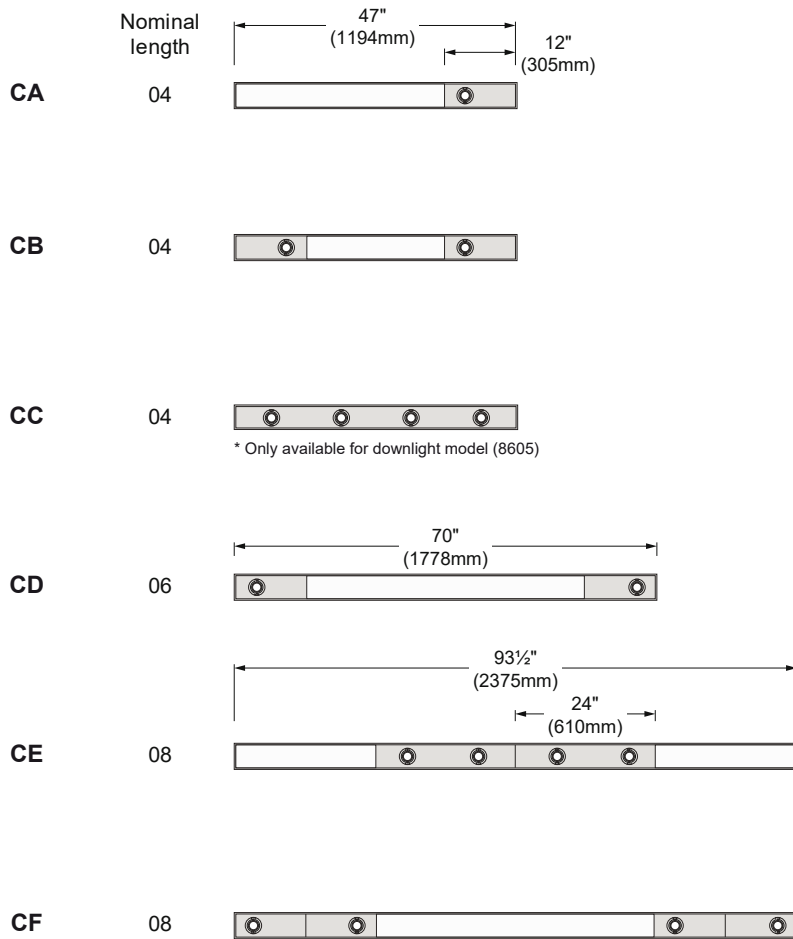 Nominal
length
47"
(1194mm)
12"
(305mm)
CA
04
CB
04
CC
04
* Only available for downlight model (8605)
70"
(1778mm)
CD
06
93½"
(2375mm)
24"
(610mm)
CE
08
CF
08